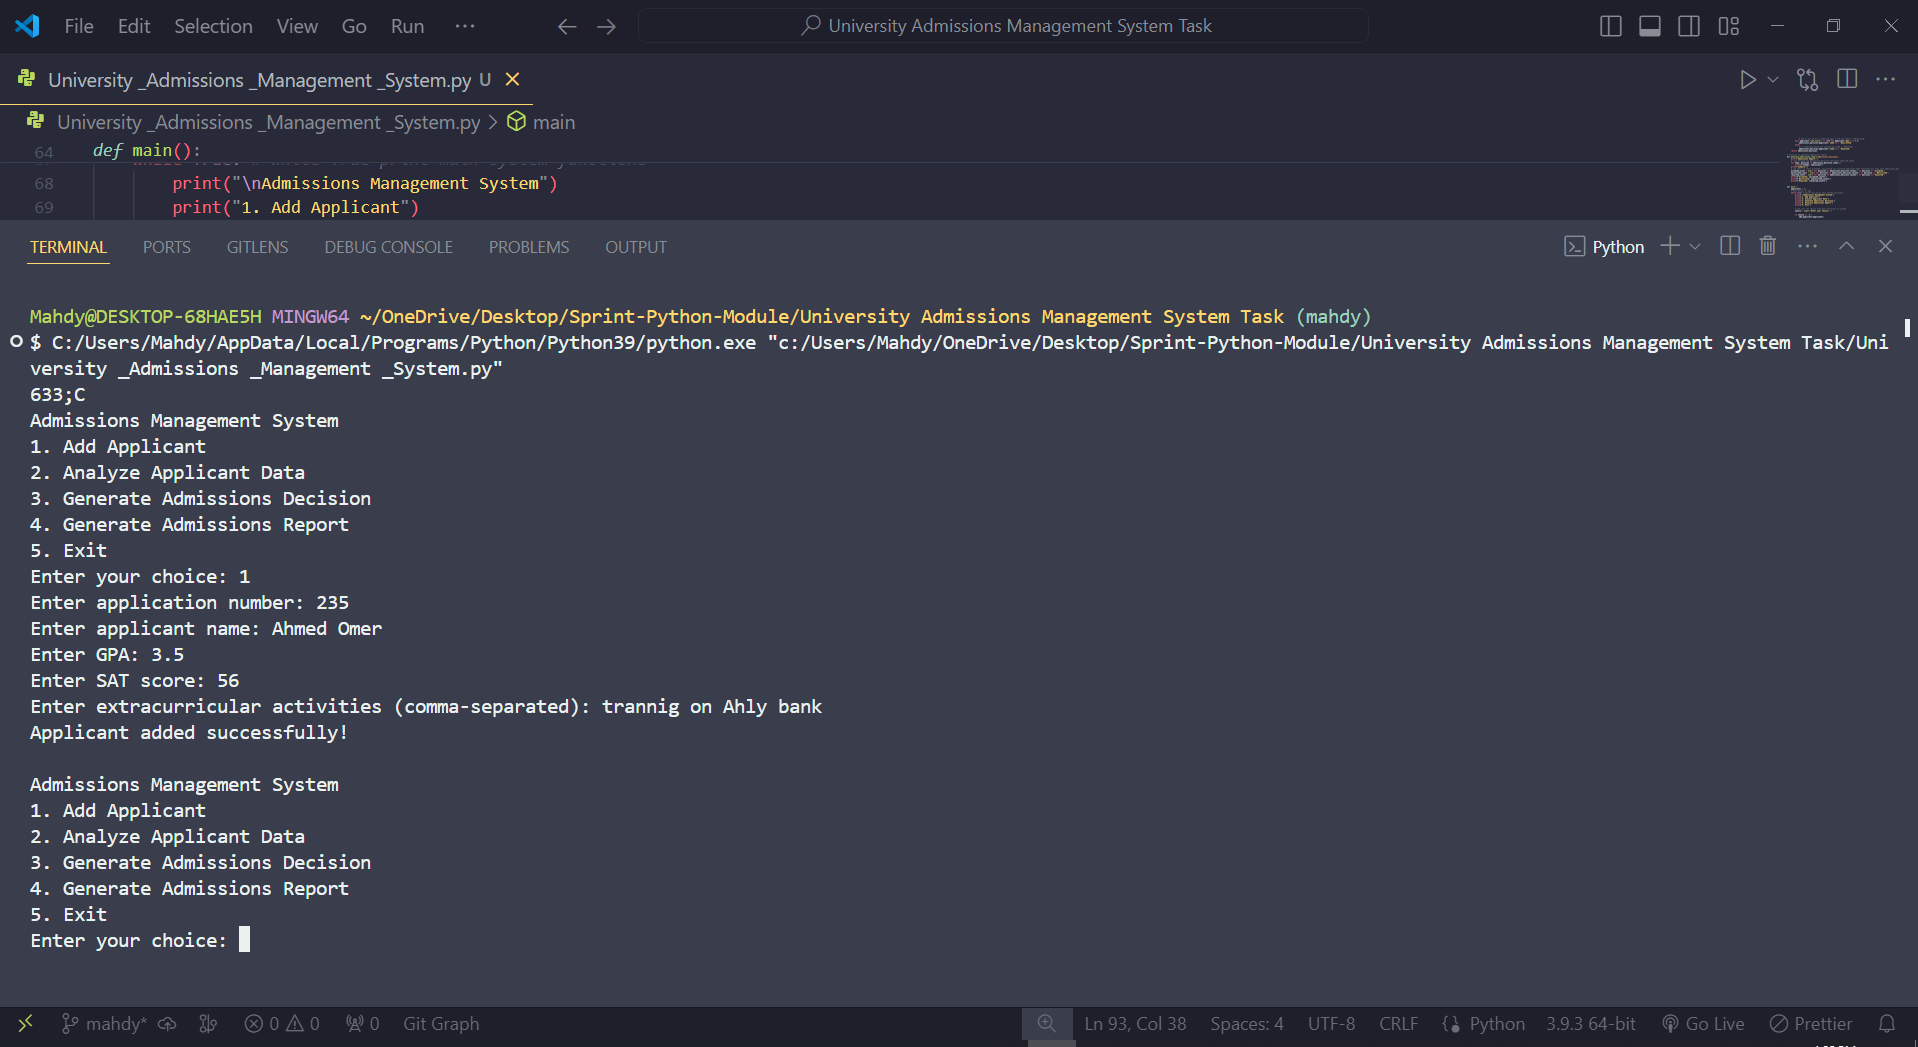 File Edit Selection View Go Run ··· University Admissions Management System Task
University _Admissions _Management _System.py U
University _Admissions _Management _System.py > main
64 def main():
68 print("\nAdmissions Management System")
69 print("1. Add Applicant")
TERMINAL PORTS GITLENS DEBUG CONSOLE PROBLEMS OUTPUT Python
Mahdy@DESKTOP-68HAE5H MINGW64 ~/OneDrive/Desktop/Sprint-Python-Module/University Admissions Management System Task (mahdy)
$ C:/Users/Mahdy/AppData/Local/Programs/Python/Python39/python.exe "c:/Users/Mahdy/OneDrive/Desktop/Sprint-Python-Module/University Admissions Management System Task/Uni
versity _Admissions _Management _System.py"
633;C
Admissions Management System
1. Add Applicant
2. Analyze Applicant Data
3. Generate Admissions Decision
4. Generate Admissions Report
5. Exit
Enter your choice: 1
Enter application number: 235
Enter applicant name: Ahmed Omer
Enter GPA: 3.5
Enter SAT score: 56
Enter extracurricular activities (comma-separated): trannig on Ahly bank
Applicant added successfully!
Admissions Management System
1. Add Applicant
2. Analyze Applicant Data
3. Generate Admissions Decision
4. Generate Admissions Report
5. Exit
Enter your choice:
mahdy* 0 0 0 Git Graph Ln 93, Col 38 Spaces: 4 UTF-8 CRLF Python 3.9.3 64-bit Go Live Prettier